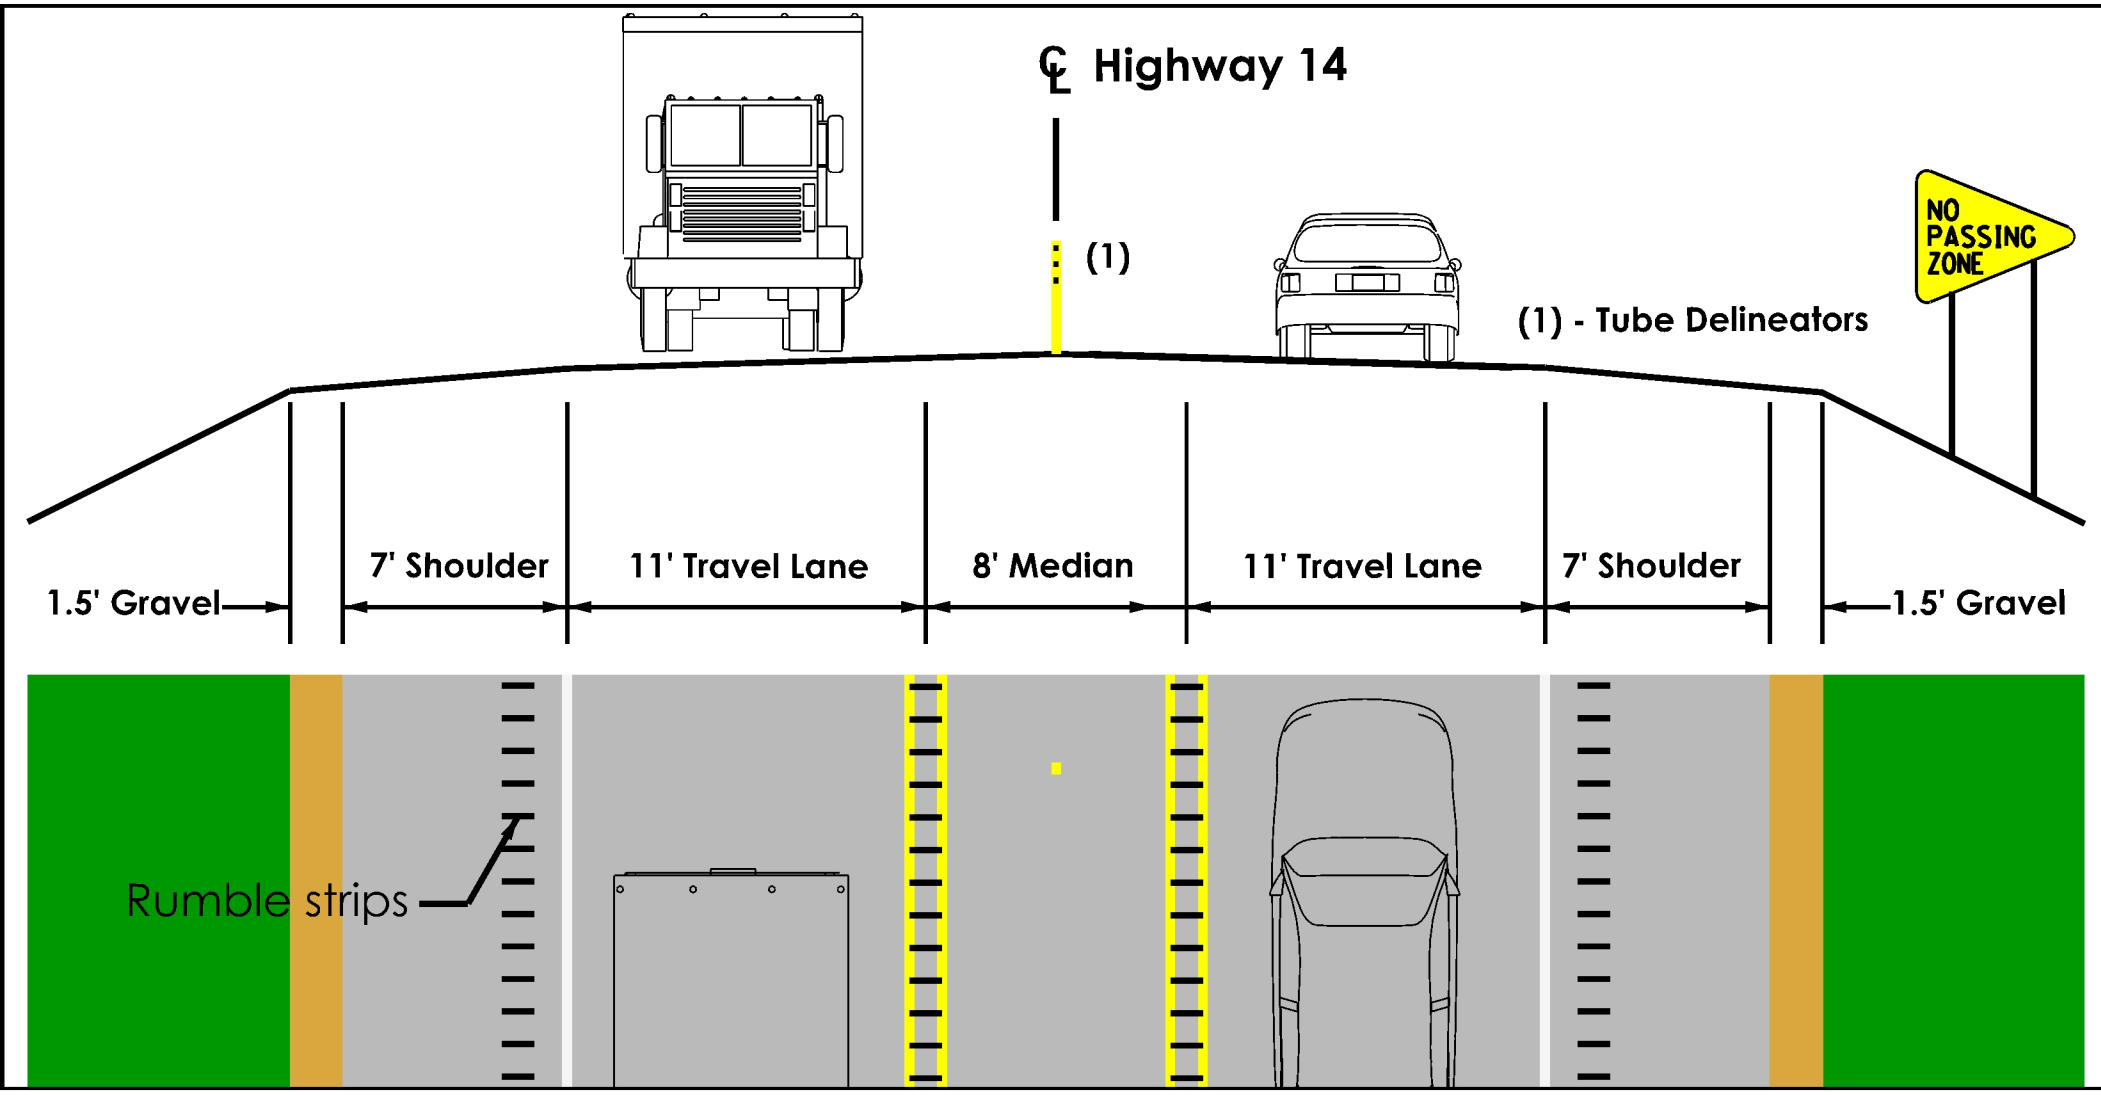 ℄ Highway 14
(1)
NO
PASSING
ZONE
(1) - Tube Delineators
7' Shoulder
11' Travel Lane
8' Median
11' Travel Lane
7' Shoulder
1.5' Gravel
1.5' Gravel
Rumble strips